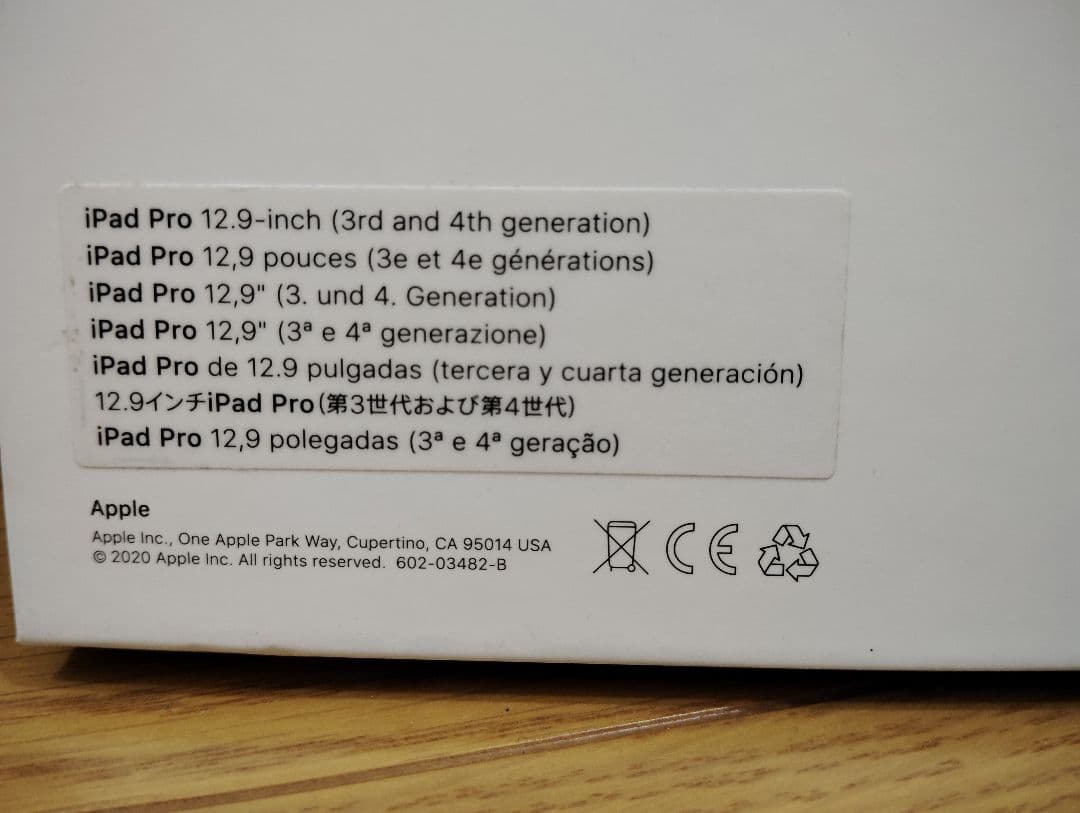 iPad Pro 12.9-inch (3rd and 4th generation)
iPad Pro 12,9 pouces (3e et 4e générations)
iPad Pro 12,9" (3. und 4. Generation)
iPad Pro 12,9" (3ª e 4ª generazione)
iPad Pro de 12.9 pulgadas (tercera y cuarta generación)
12.9インチiPad Pro(第3世代および第4世代)
iPad Pro 12,9 polegadas (3ª e 4ª geração)
Apple
Apple Inc., One Apple Park Way, Cupertino, CA 95014 USA
© 2020 Apple Inc. All rights reserved. 602-03482-B
CE